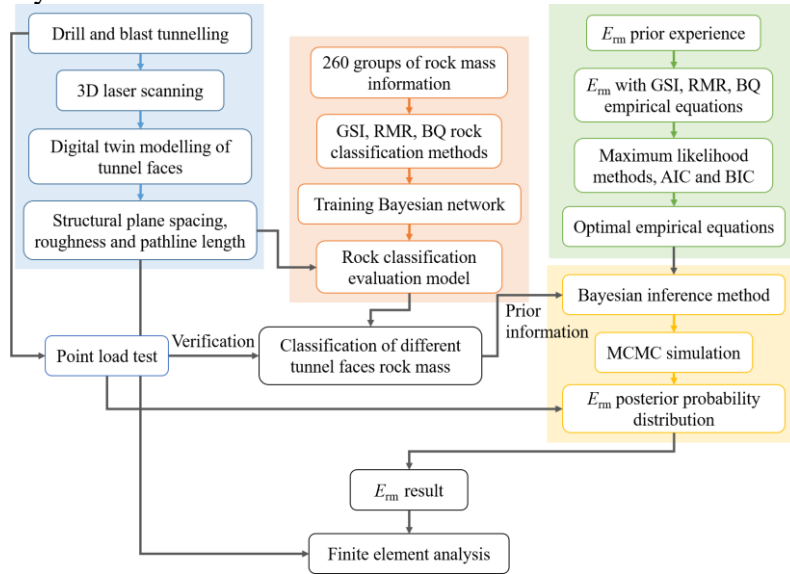 Drill and blast tunnelling
3D laser scanning
Digital twin modelling of
tunnel faces
Structural plane spacing,
roughness and pathline length
Point load test
Verification
260 groups of rock mass
information
GSI, RMR, BQ rock
classification methods
Training Bayesian network
Rock classification
evaluation model
Classification of different
tunnel faces rock mass
Prior
information
Erm prior experience
Erm with GSI, RMR, BQ
empirical equations
Maximum likelihood
methods, AIC and BIC
Optimal empirical equations
Bayesian inference method
MCMC simulation
Erm posterior probability
distribution
Erm result
Finite element analysis